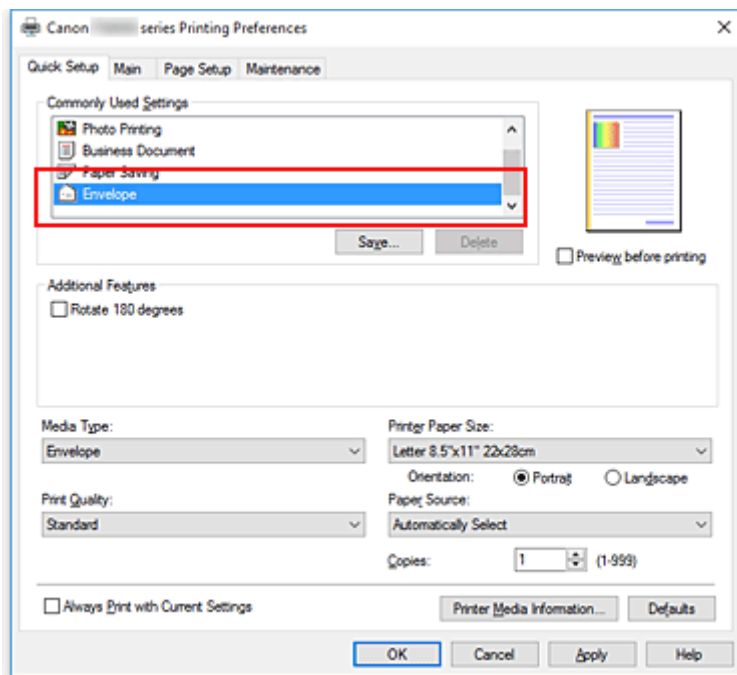 Canon series Printing Preferences
Quick Setup Main Page Setup Maintenance
Commonly Used Settings
Photo Printing
Business Document
Paper Saving
Envelope
Save... Delete
Preview before printing
Additional Features
Rotate 180 degrees
Media Type: Printer Paper Size:
Envelope Letter 8.5"x11" 22x28cm
Orientation: Portrait Landscape
Print Quality: Paper Source:
Standard Automatically Select
Copies: 1 (1-999)
Always Print with Current Settings Printer Media Information... Defaults
OK Cancel Apply Help